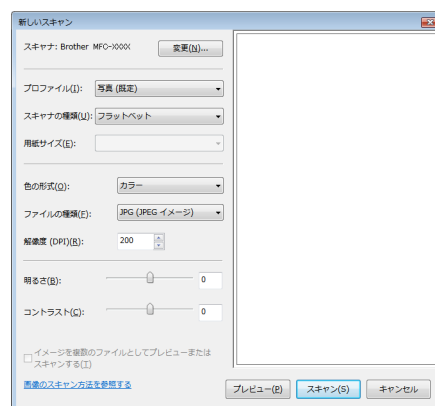 新しいスキャン
スキャナ: Brother MFC-XXXX 変更(N)...
プロファイル(I): 写真 (既定)
スキャナの種類(U): フラットベット
用紙サイズ(E):
色の形式(O): カラー
ファイルの種類(F): JPG (JPEG イメージ)
解像度 (DPI)(R): 200
明るさ(B): 0
コントラスト(C): 0
イメージを複数のファイルとしてプレビューまたは
スキャンする(T)
画像のスキャン方法を参照する
プレビュー(P) スキャン(S) キャンセル